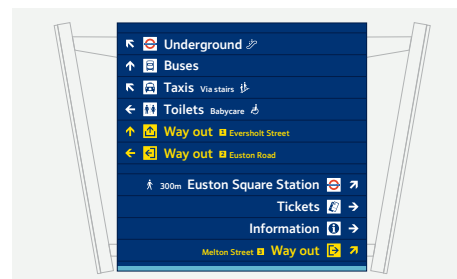 Underground
Buses
Taxis Via stairs
Toilets Babycare
Way out 1 Eversholt Street
Way out 2 Euston Road
300m Euston Square Station
Tickets
Information
Melton Street 3 Way out